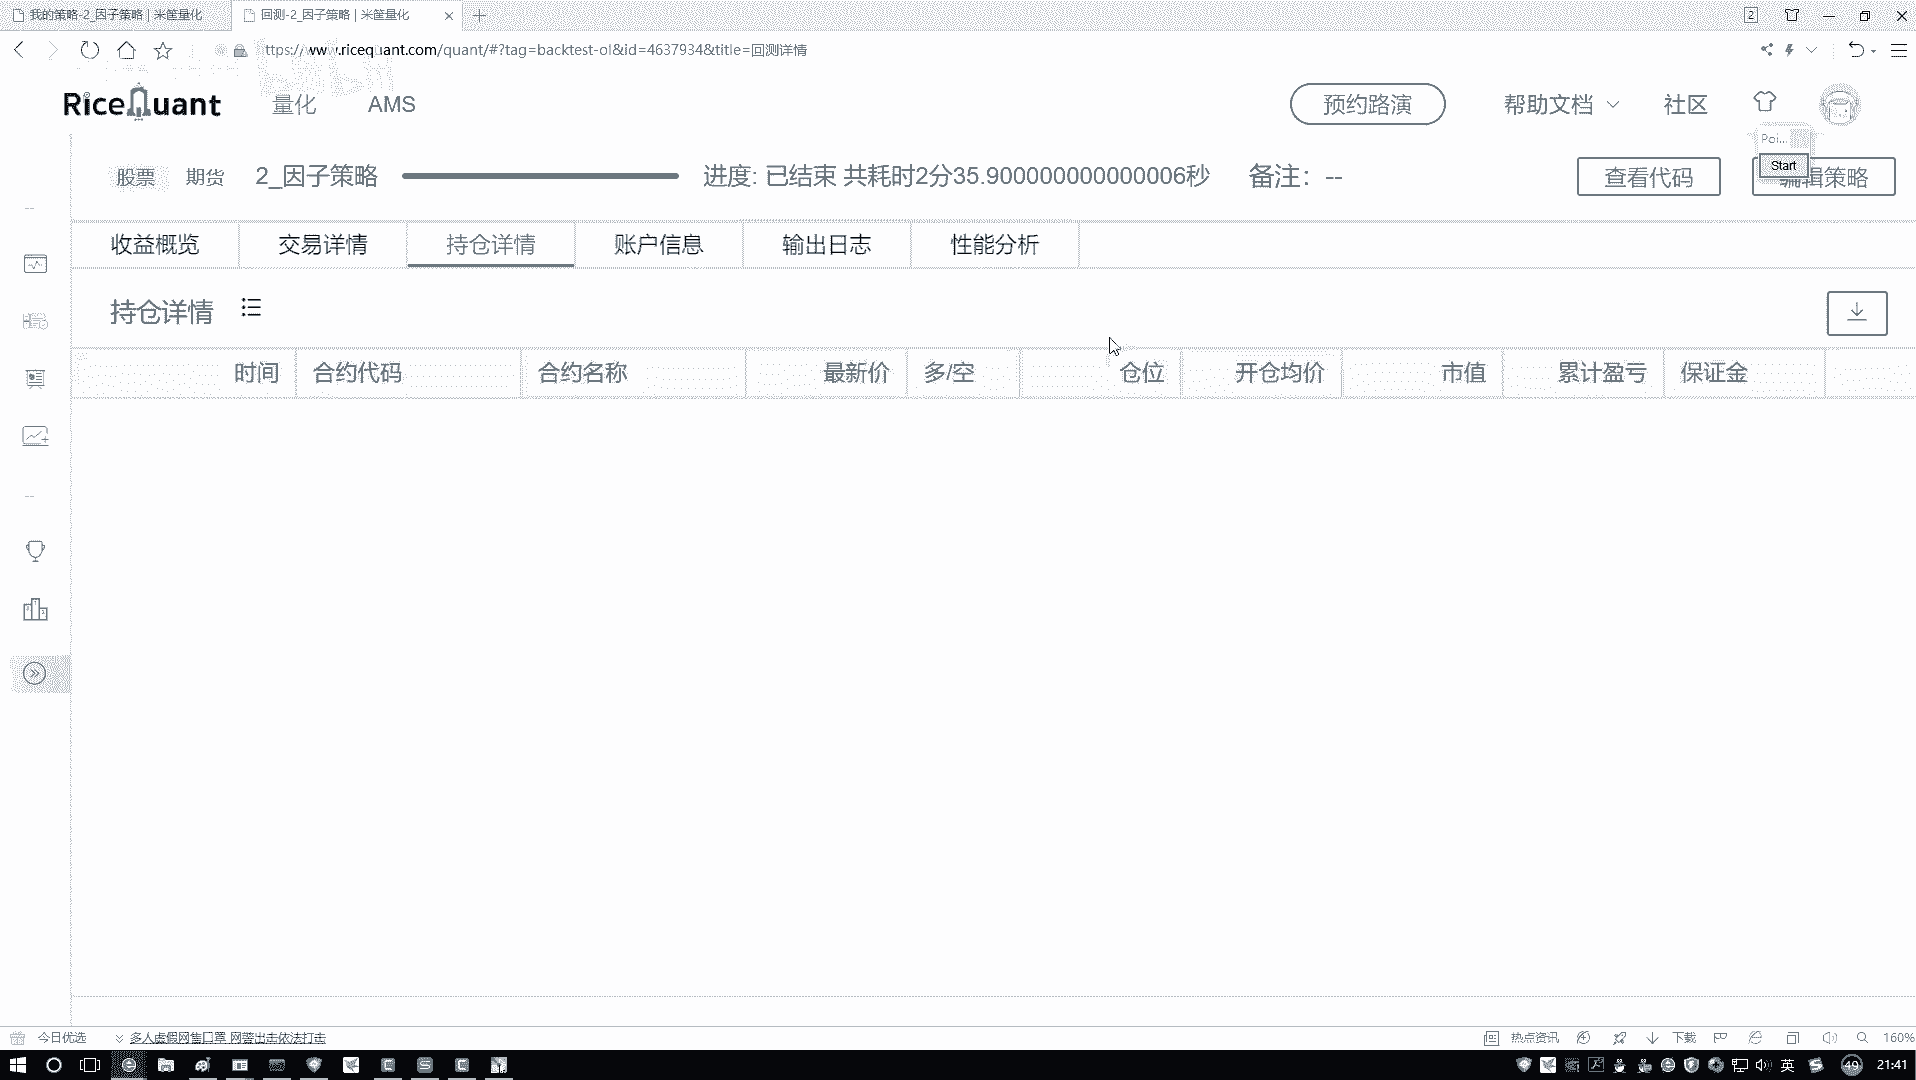 我的策略-2_因子策略 | 米筐量化
回测-2_因子策略 | 米筐量化
2
ttps://www.ricequant.com/quant/#?tag=backtest-ol&id=4637934&title=回测详情
RiceQuant
量化
AMS
预约路演
帮助文档
社区
Poi...
Start
股票
期货
2_因子策略
进度: 已结束 共耗时2分35.900000000000006秒
备注：--
查看代码
编辑策略
--
收益概览
交易详情
持仓详情
账户信息
输出日志
性能分析
持仓详情
时间
合约代码
合约名称
最新价
多/空
仓位
开仓均价
市值
累计盈亏
保证金
--
今日优选
多人虚假网售口罩 网警出击依法打击
热点资讯
下载
160%
英
49
21:41